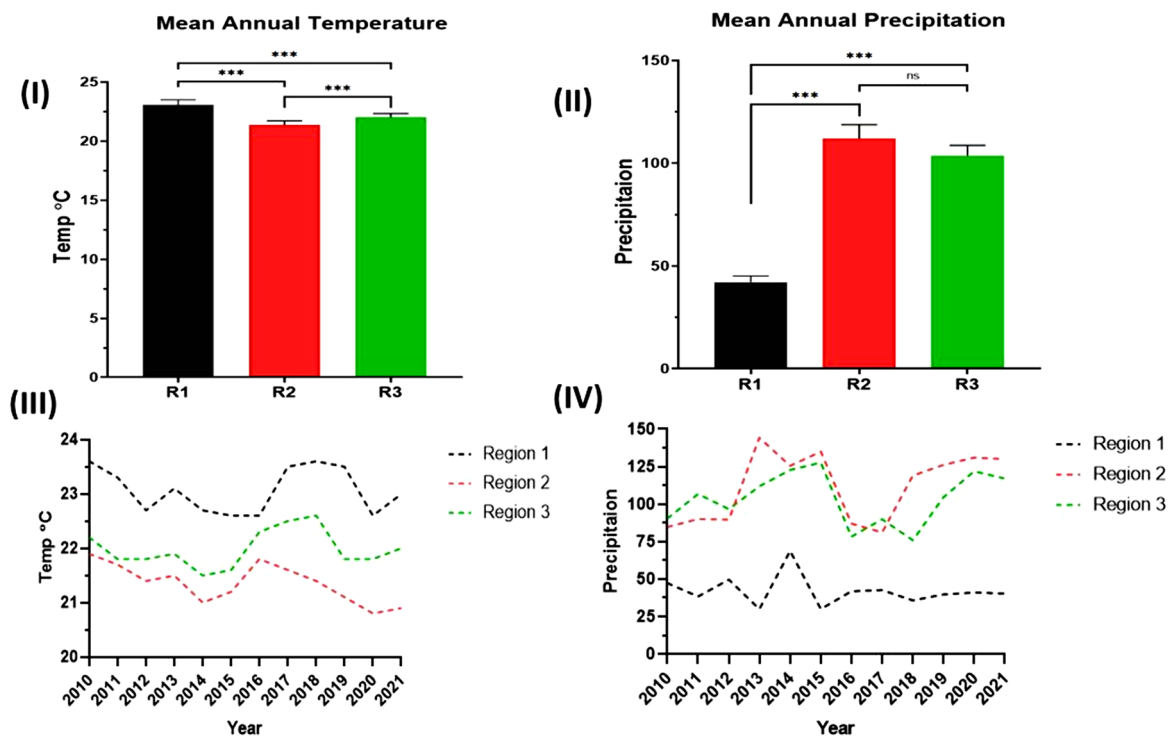 Mean Annual Temperature
(I)
***
***
***
25
20
15
10
5
0
Temp °C
R1
R2
R3
Mean Annual Precipitation
(II)
***
ns
***
150
100
50
0
Precipitaion
R1
R2
R3
(III)
24
23
22
21
20
Temp °C
2010
2011
2012
2013
2014
2015
2016
2017
2018
2019
2020
2021
Year
Region 1
Region 2
Region 3
(IV)
150
125
100
75
50
25
0
Precipitaion
2010
2011
2012
2013
2014
2015
2016
2017
2018
2019
2020
2021
Year
Region 1
Region 2
Region 3